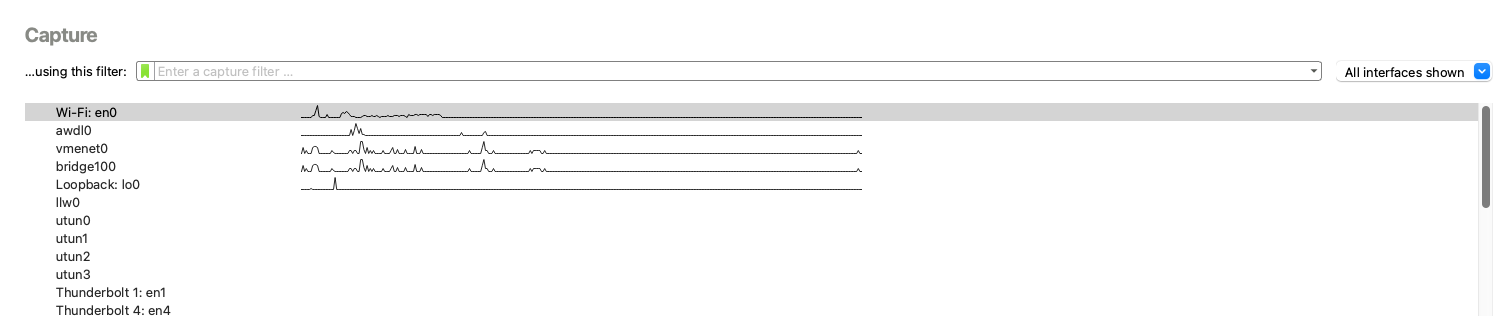 Capture
...using this filter:
Enter a capture filter ...
All interfaces shown
Wi-Fi: en0
awdl0
vmenet0
bridge100
Loopback: lo0
llw0
utun0
utun1
utun2
utun3
Thunderbolt 1: en1
Thunderbolt 4: en4